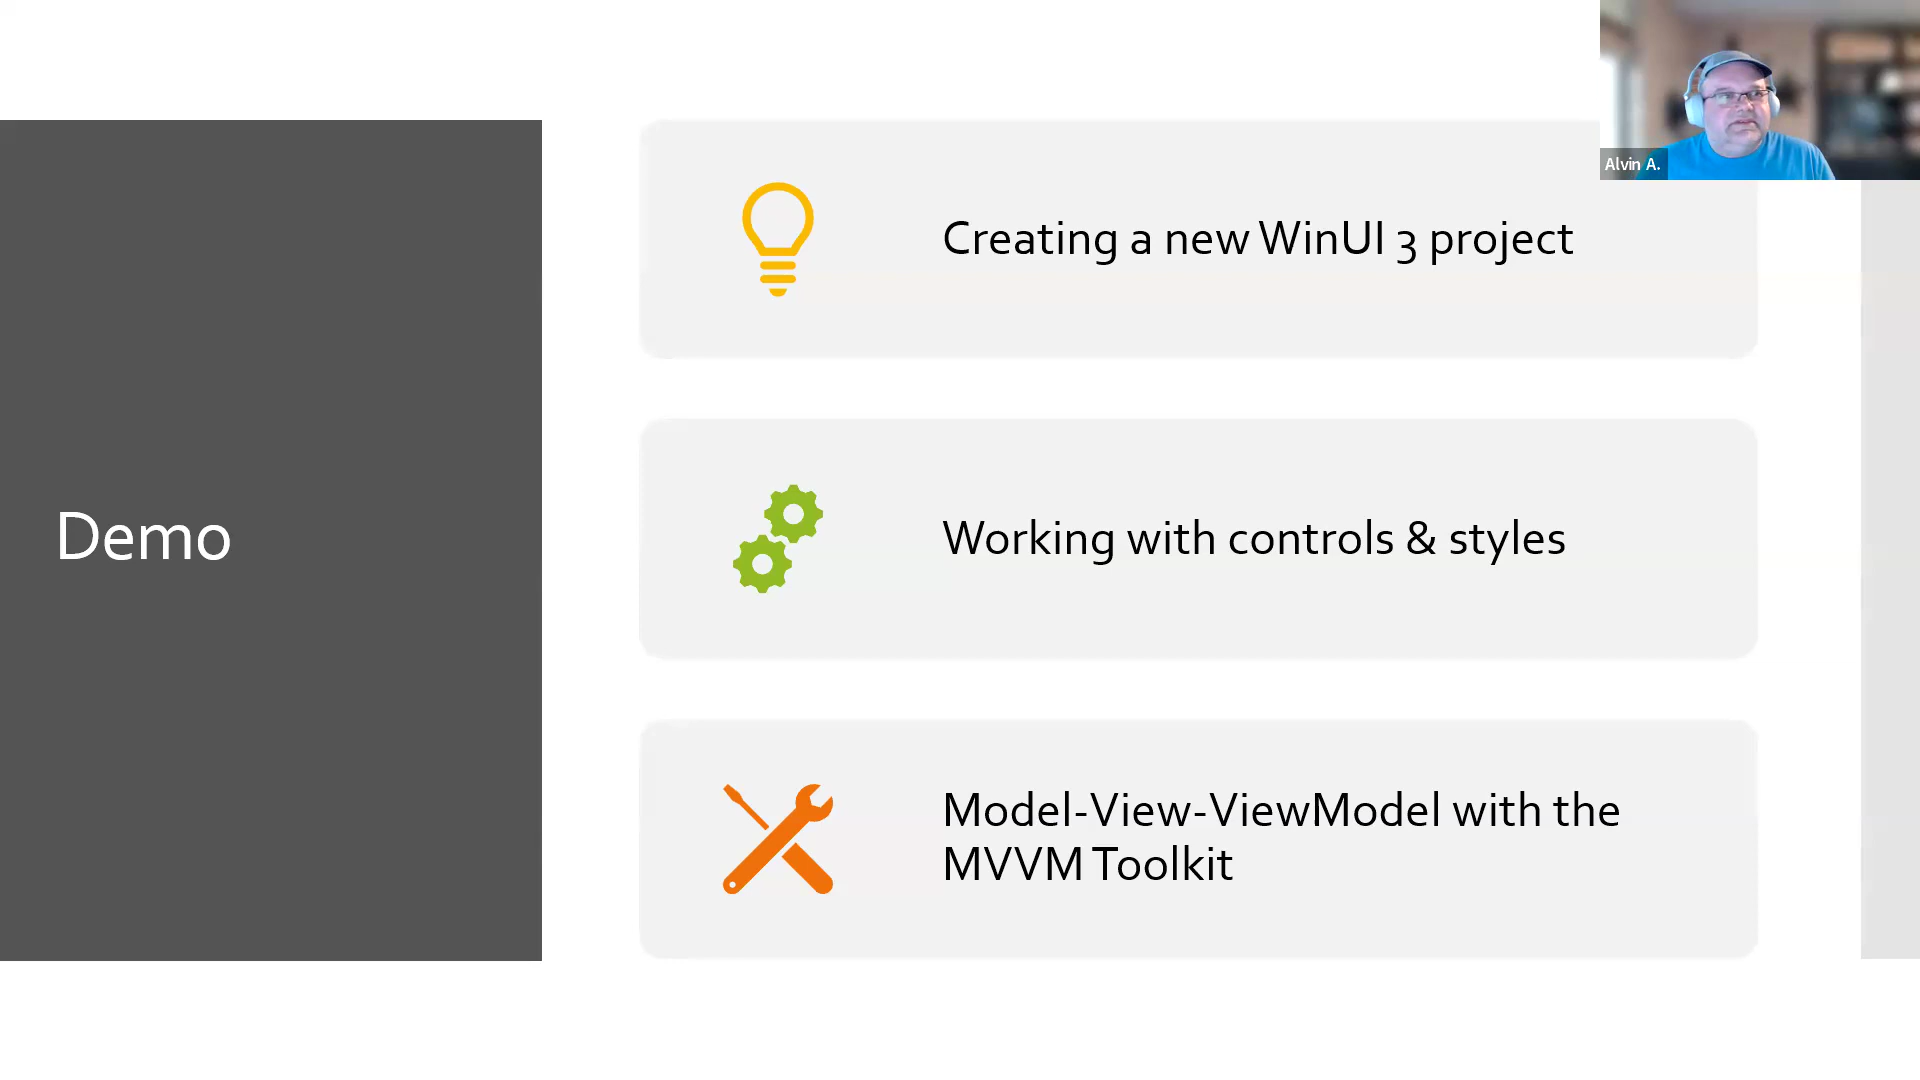 Alvin A.
Demo
Creating a new WinUI 3 project
Working with controls & styles
Model-View-ViewModel with the
MVVM Toolkit